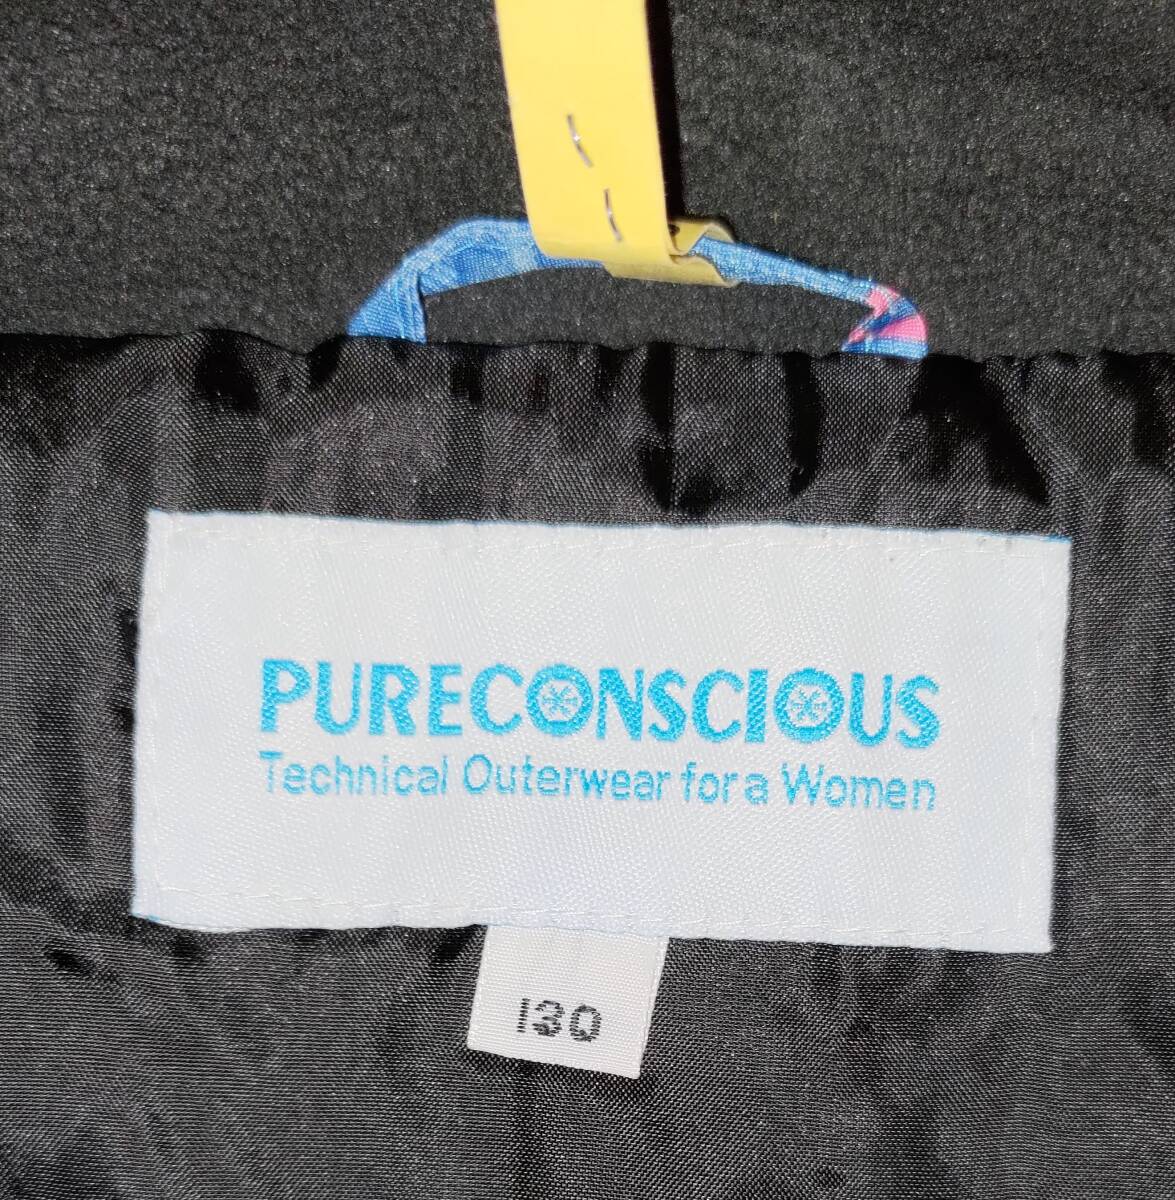 PURECONSCIOUS
Technical Outerwear for a Women
130